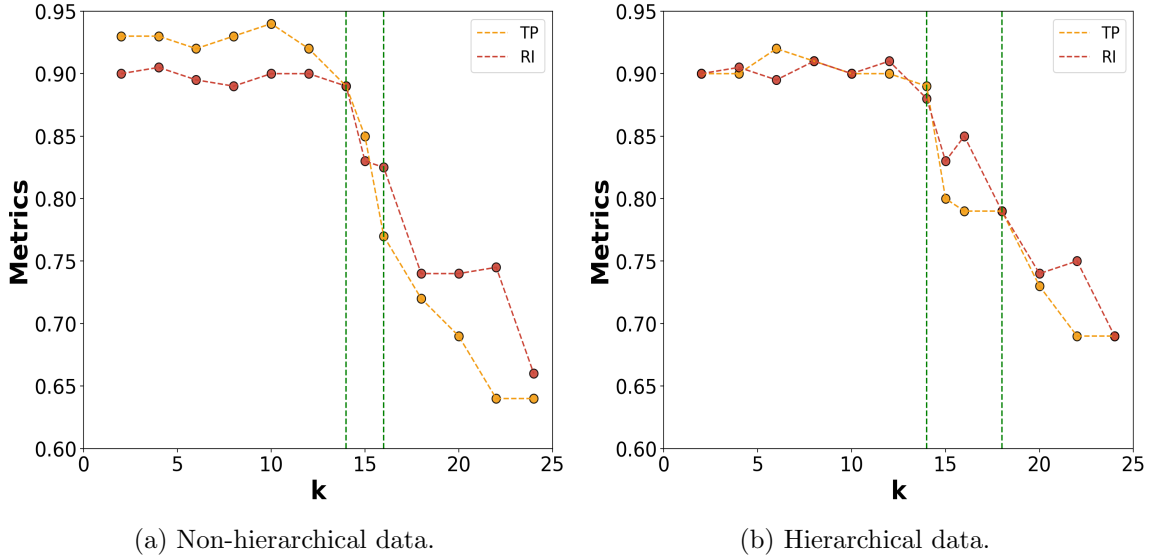 0.95
0.90
0.85
0.80
0.75
0.70
0.65
0.60
Metrics
0 5 10 15 20 25
k
TP
RI
(a) Non-hierarchical data.
0.95
0.90
0.85
0.80
0.75
0.70
0.65
0.60
Metrics
0 5 10 15 20 25
k
TP
RI
(b) Hierarchical data.